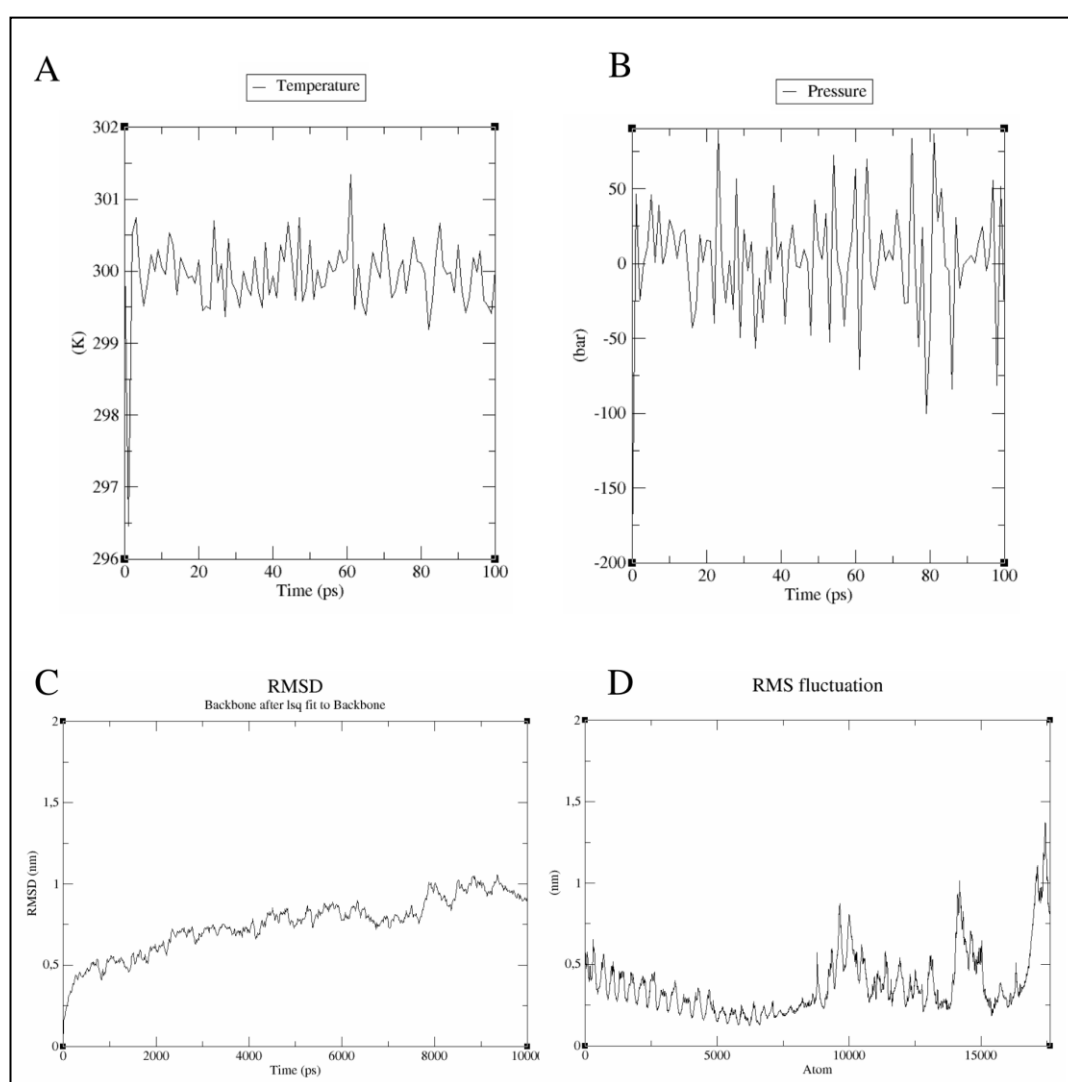 A
Temperature
302
301
300
299
298
297
296
(K)
0 20 40 60 80 100
Time (ps)
B
Pressure
50
0
-50
-100
-150
-200
(bar)
0 20 40 60 80 100
Time (ps)
C
RMSD
Backbone after lsq fit to Backbone
2
1,5
1
0,5
0
RMSD (nm)
0 2000 4000 6000 8000 1000
Time (ps)
D
RMS fluctuation
2
1,5
1
0,5
0
(nm)
0 5000 10000 15000
Atom